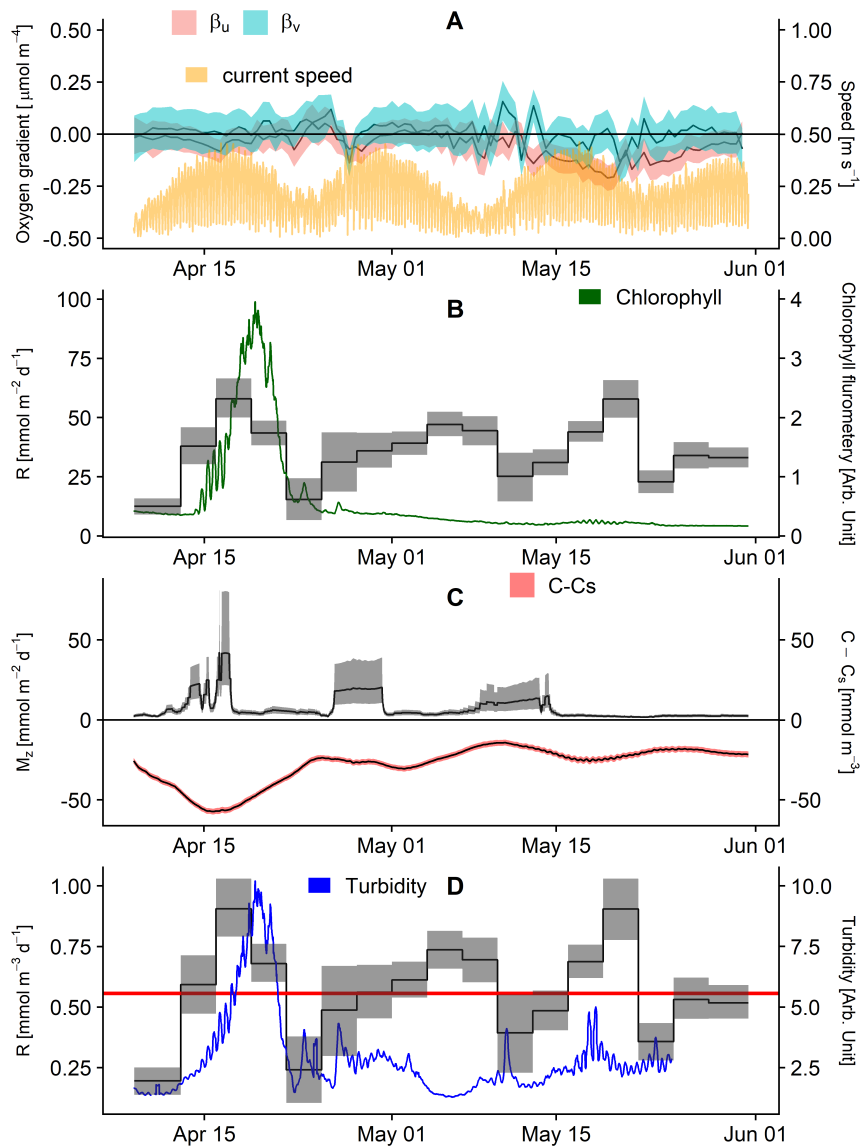 βu βv A
current speed
0.50 0.25 0.00 -0.25 -0.50
Oxygen gradient [ μmol m−4]
1.00 0.75 0.50 0.25 0.00
Speed [m s−1]
Apr 15 May 01 May 15 Jun 01
B Chlorophyll
100 75 50 25 0
R [mmol m−2 d−1]
4 3 2 1 0
Chlorophyll flurometery [Arb. Unit]
Apr 15 May 01 May 15 Jun 01
C C-Cs
50 0 -50
Mz [mmol m−2 d−1]
50 0 -50
C − Cs [mmol m−3]
Apr 15 May 01 May 15 Jun 01
Turbidity D
1.00 0.75 0.50 0.25
R [mmol m−3 d−1]
10.0 7.5 5.0 2.5
Turbidity [Arb. Unit]
Apr 15 May 01 May 15 Jun 01